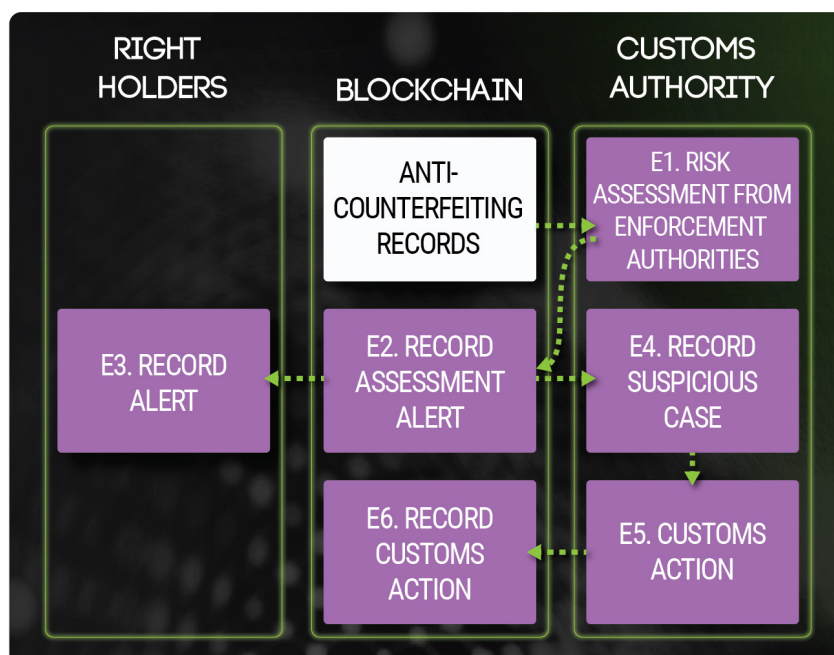 RIGHT
HOLDERS
BLOCKCHAIN
CUSTOMS
AUTHORITY
ANTI-
COUNTERFEITING
RECORDS
E1. RISK
ASSESSMENT FROM
ENFORCEMENT
AUTHORITIES
E3. RECORD
ALERT
E2. RECORD
ASSESSMENT
ALERT
E4. RECORD
SUSPICIOUS
CASE
E6. RECORD
CUSTOMS
ACTION
E5. CUSTOMS
ACTION